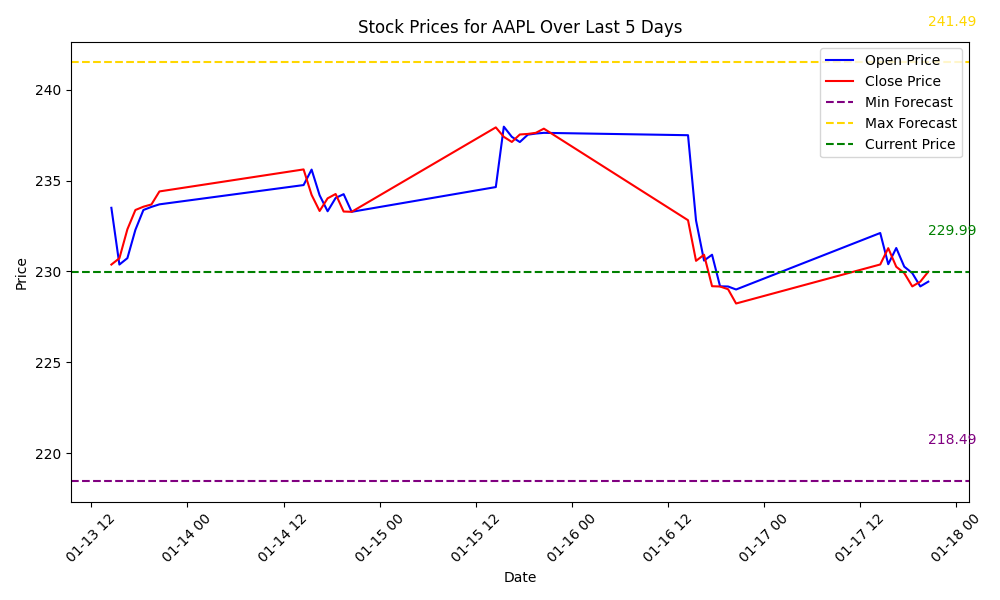 241.49
Stock Prices for AAPL Over Last 5 Days
Open Price
Close Price
Min Forecast
Max Forecast
Current Price
240
235
230
225
220
229.99
218.49
Price
01-13 12
01-14 00
01-14 12
01-15 00
01-15 12
01-16 00
01-16 12
01-17 00
01-17 12
01-18 00
Date